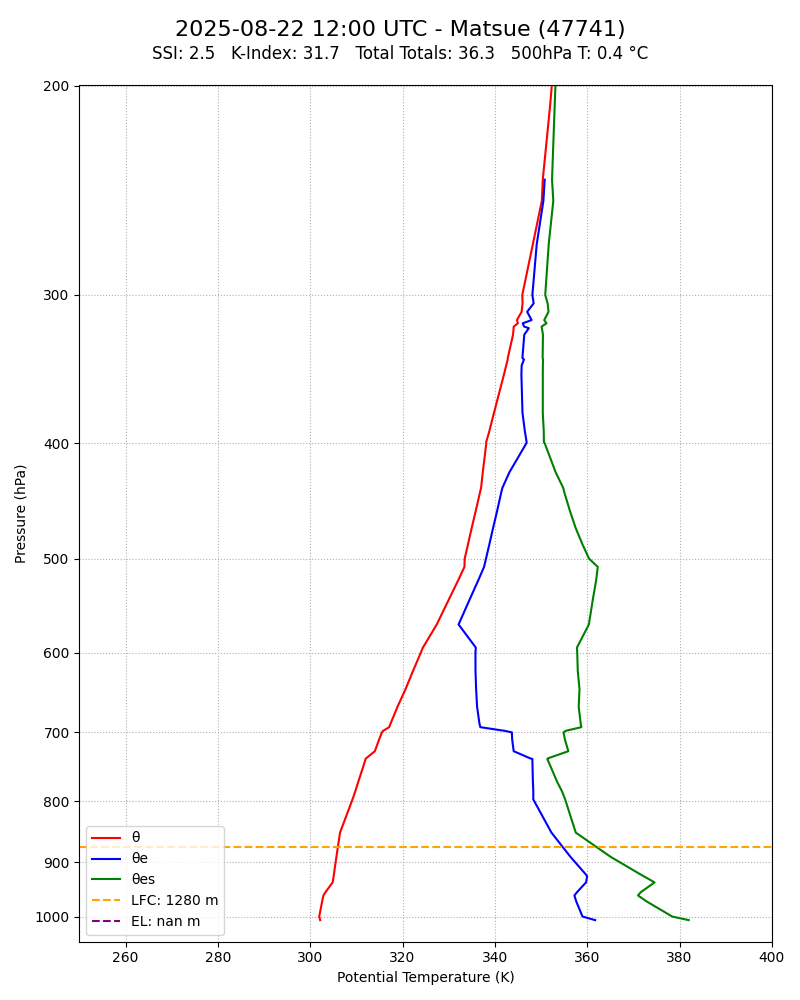 2025-08-22 12:00 UTC - Matsue (47741)
SSI: 2.5   K-Index: 31.7   Total Totals: 36.3   500hPa T: 0.4 °C
200
300
400
500
600
700
800
900
1000
Pressure (hPa)
θ
θe
θes
LFC: 1280 m
EL: nan m
260
280
300
320
340
360
380
400
Potential Temperature (K)